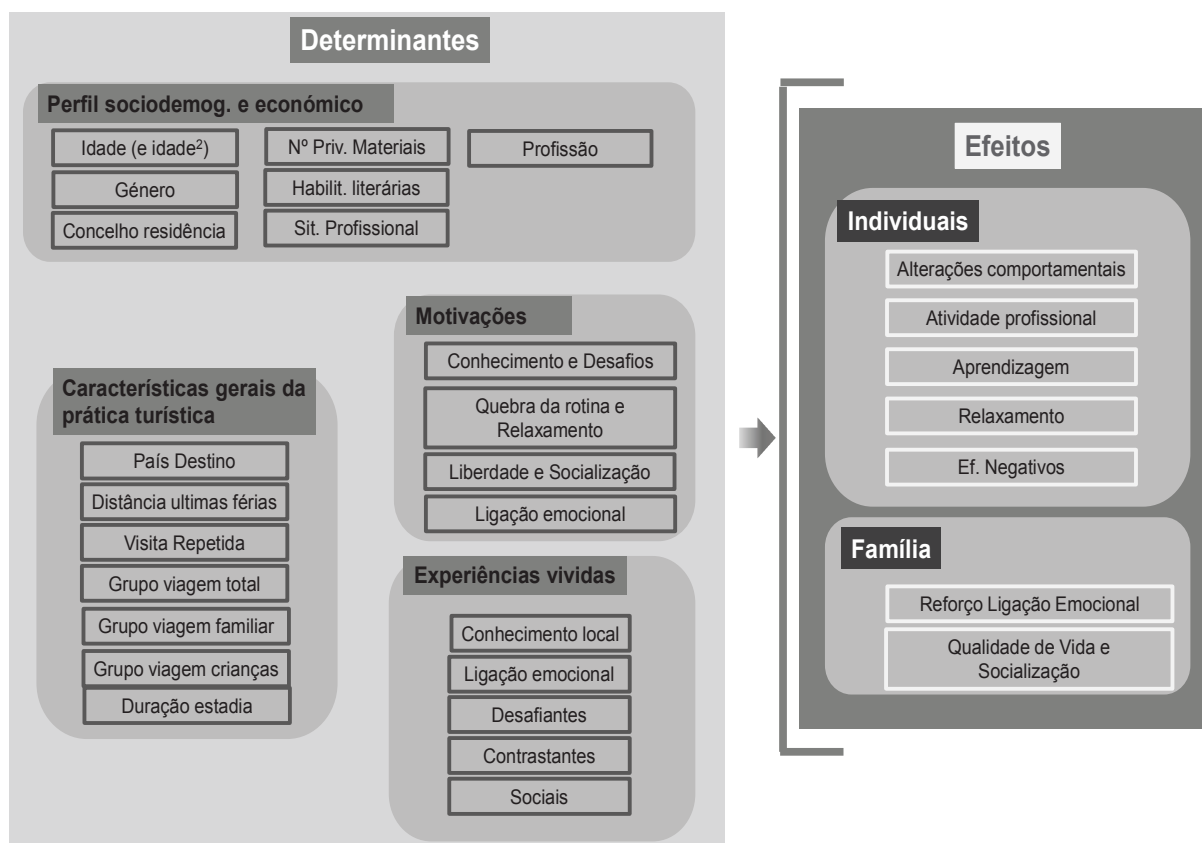 Determinantes
Perfil sociodemog. e económico
Idade (e idade²)
Género
Concelho residência
Nº Priv. Materiais
Habilit. literárias
Sit. Profissional
Profissão
Características gerais da
prática turística
País Destino
Distância ultimas férias
Visita Repetida
Grupo viagem total
Grupo viagem familiar
Grupo viagem crianças
Duração estadia
Motivações
Conhecimento e Desafios
Quebra da rotina e
Relaxamento
Liberdade e Socialização
Ligação emocional
Experiências vividas
Conhecimento local
Ligação emocional
Desafiantes
Contrastantes
Sociais
Efeitos
Individuais
Alterações comportamentais
Atividade profissional
Aprendizagem
Relaxamento
Ef. Negativos
Família
Reforço Ligação Emocional
Qualidade de Vida e
Socialização